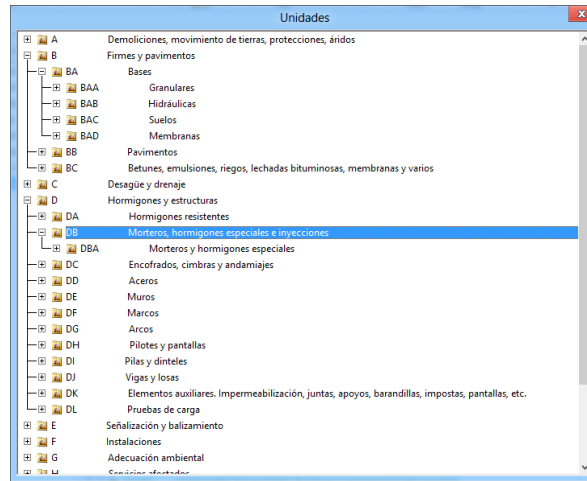 Unidades
x
A Demoliciones, movimiento de tierras, protecciones, áridos
B Firmes y pavimentos
BA Bases
BAA Granulares
BAB Hidráulicas
BAC Suelos
BAD Membranas
BB Pavimentos
BC Betunes, emulsiones, riegos, lechadas bituminosas, membranas y varios
C Desagüe y drenaje
D Hormigones y estructuras
DA Hormigones resistentes
DB Morteros, hormigones especiales e inyecciones
DBA Morteros y hormigones especiales
DC Encofrados, cimbras y andamiajes
DD Aceros
DE Muros
DF Marcos
DG Arcos
DH Pilotes y pantallas
DI Pilas y dinteles
DJ Vigas y losas
DK Elementos auxiliares. Impermeabilización, juntas, apoyos, barandillas, impostas, pantallas, etc.
DL Pruebas de carga
E Señalización y balizamiento
F Instalaciones
G Adecuación ambiental
H Servicios afectados